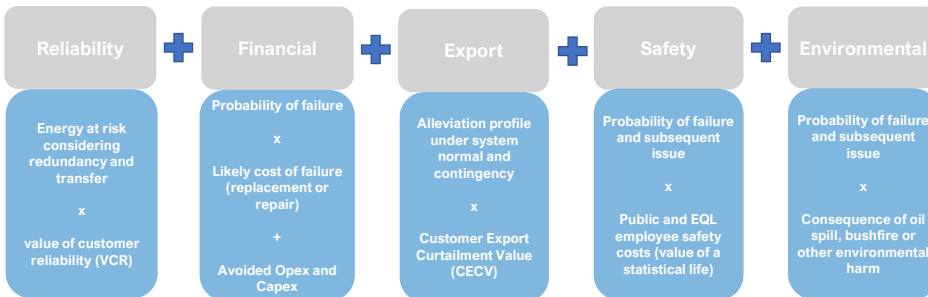 Reliability
Financial
Export
Safety
Environmental
Energy at risk
considering
redundancy and
transfer
x
value of customer
reliability (VCR)
Probability of failure
x
Likely cost of failure
(replacement or
repair)
+
Avoided Opex and
Capex
Alleviation profile
under system
normal and
contingency
x
Customer Export
Curtailment Value
(CECV)
Probability of failure
and subsequent
issue
x
Public and EQL
employee safety
costs (value of a
statistical life)
Probability of failure
and subsequent
issue
x
Consequence of oil
spill, bushfire or
other environmental
harm